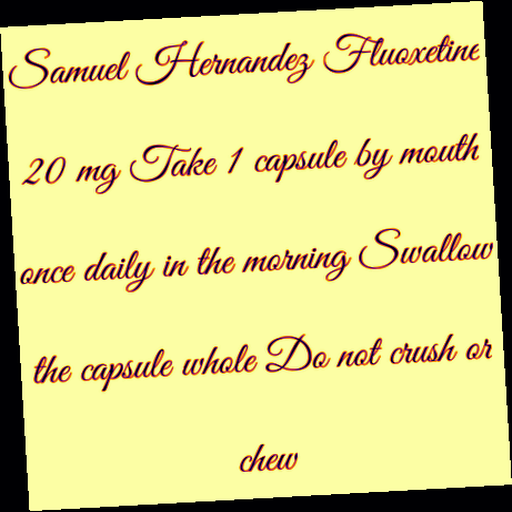 Samuel Hernandez Fluoxetine
20 mg Take 1 capsule by mouth
once daily in the morning Swallow
the capsule whole Do not crush or
chew